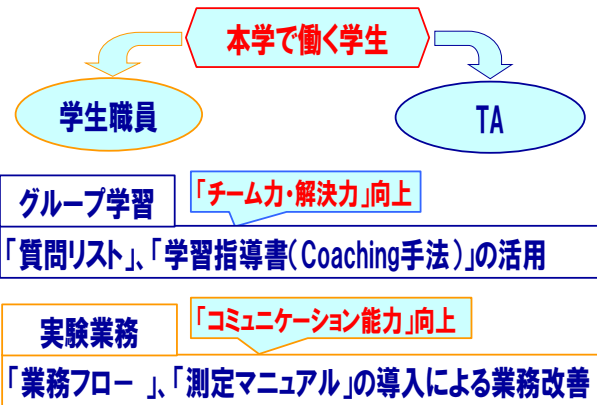 本学で働く学生
学生職員
TA
グループ学習
「チーム力・解決力」向上
「質問リスト」、「学習指導書(Coaching手法)」の活用
実験業務
「コミュニケーション能力」向上
「業務フロー 」、「測定マニュアル」の導入による業務改善